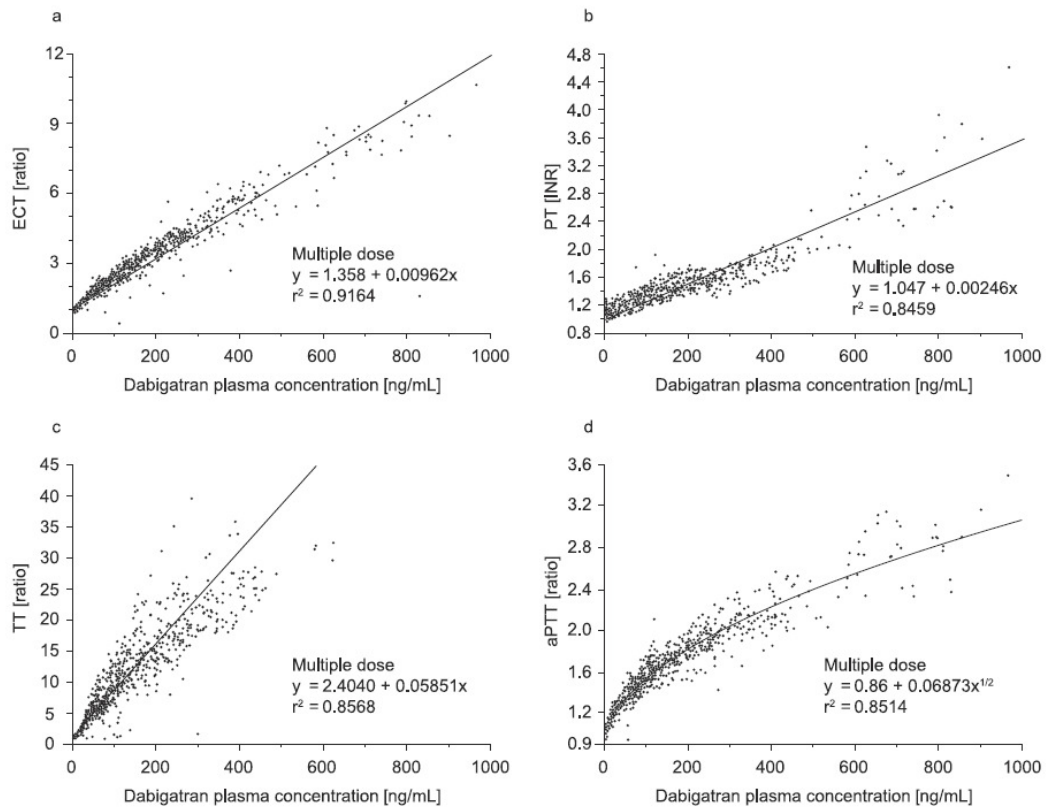 a
12
9
6
3
0
ECT [ratio]
Multiple dose
y = 1.358 + 0.00962x
r² = 0.9164
0 200 400 600 800 1000
Dabigatran plasma concentration [ng/mL]
b
4.8
4.4
4.0
3.6
3.2
2.8
2.4
2.0
1.6
1.2
0.8
PT [INR]
Multiple dose
y = 1.047 + 0.00246x
r² = 0.8459
0 200 400 600 800 1000
Dabigatran plasma concentration [ng/mL]
c
45
40
35
30
25
20
15
10
5
0
TT [ratio]
Multiple dose
y = 2.4040 + 0.05851x
r² = 0.8568
0 200 400 600 800 1000
Dabigatran plasma concentration [ng/mL]
d
3.6
3.2
2.8
2.4
2.0
1.6
1.2
0.9
aPTT [ratio]
Multiple dose
y = 0.86 + 0.06873x¹/²
r² = 0.8514
0 200 400 600 800 1000
Dabigatran plasma concentration [ng/mL]